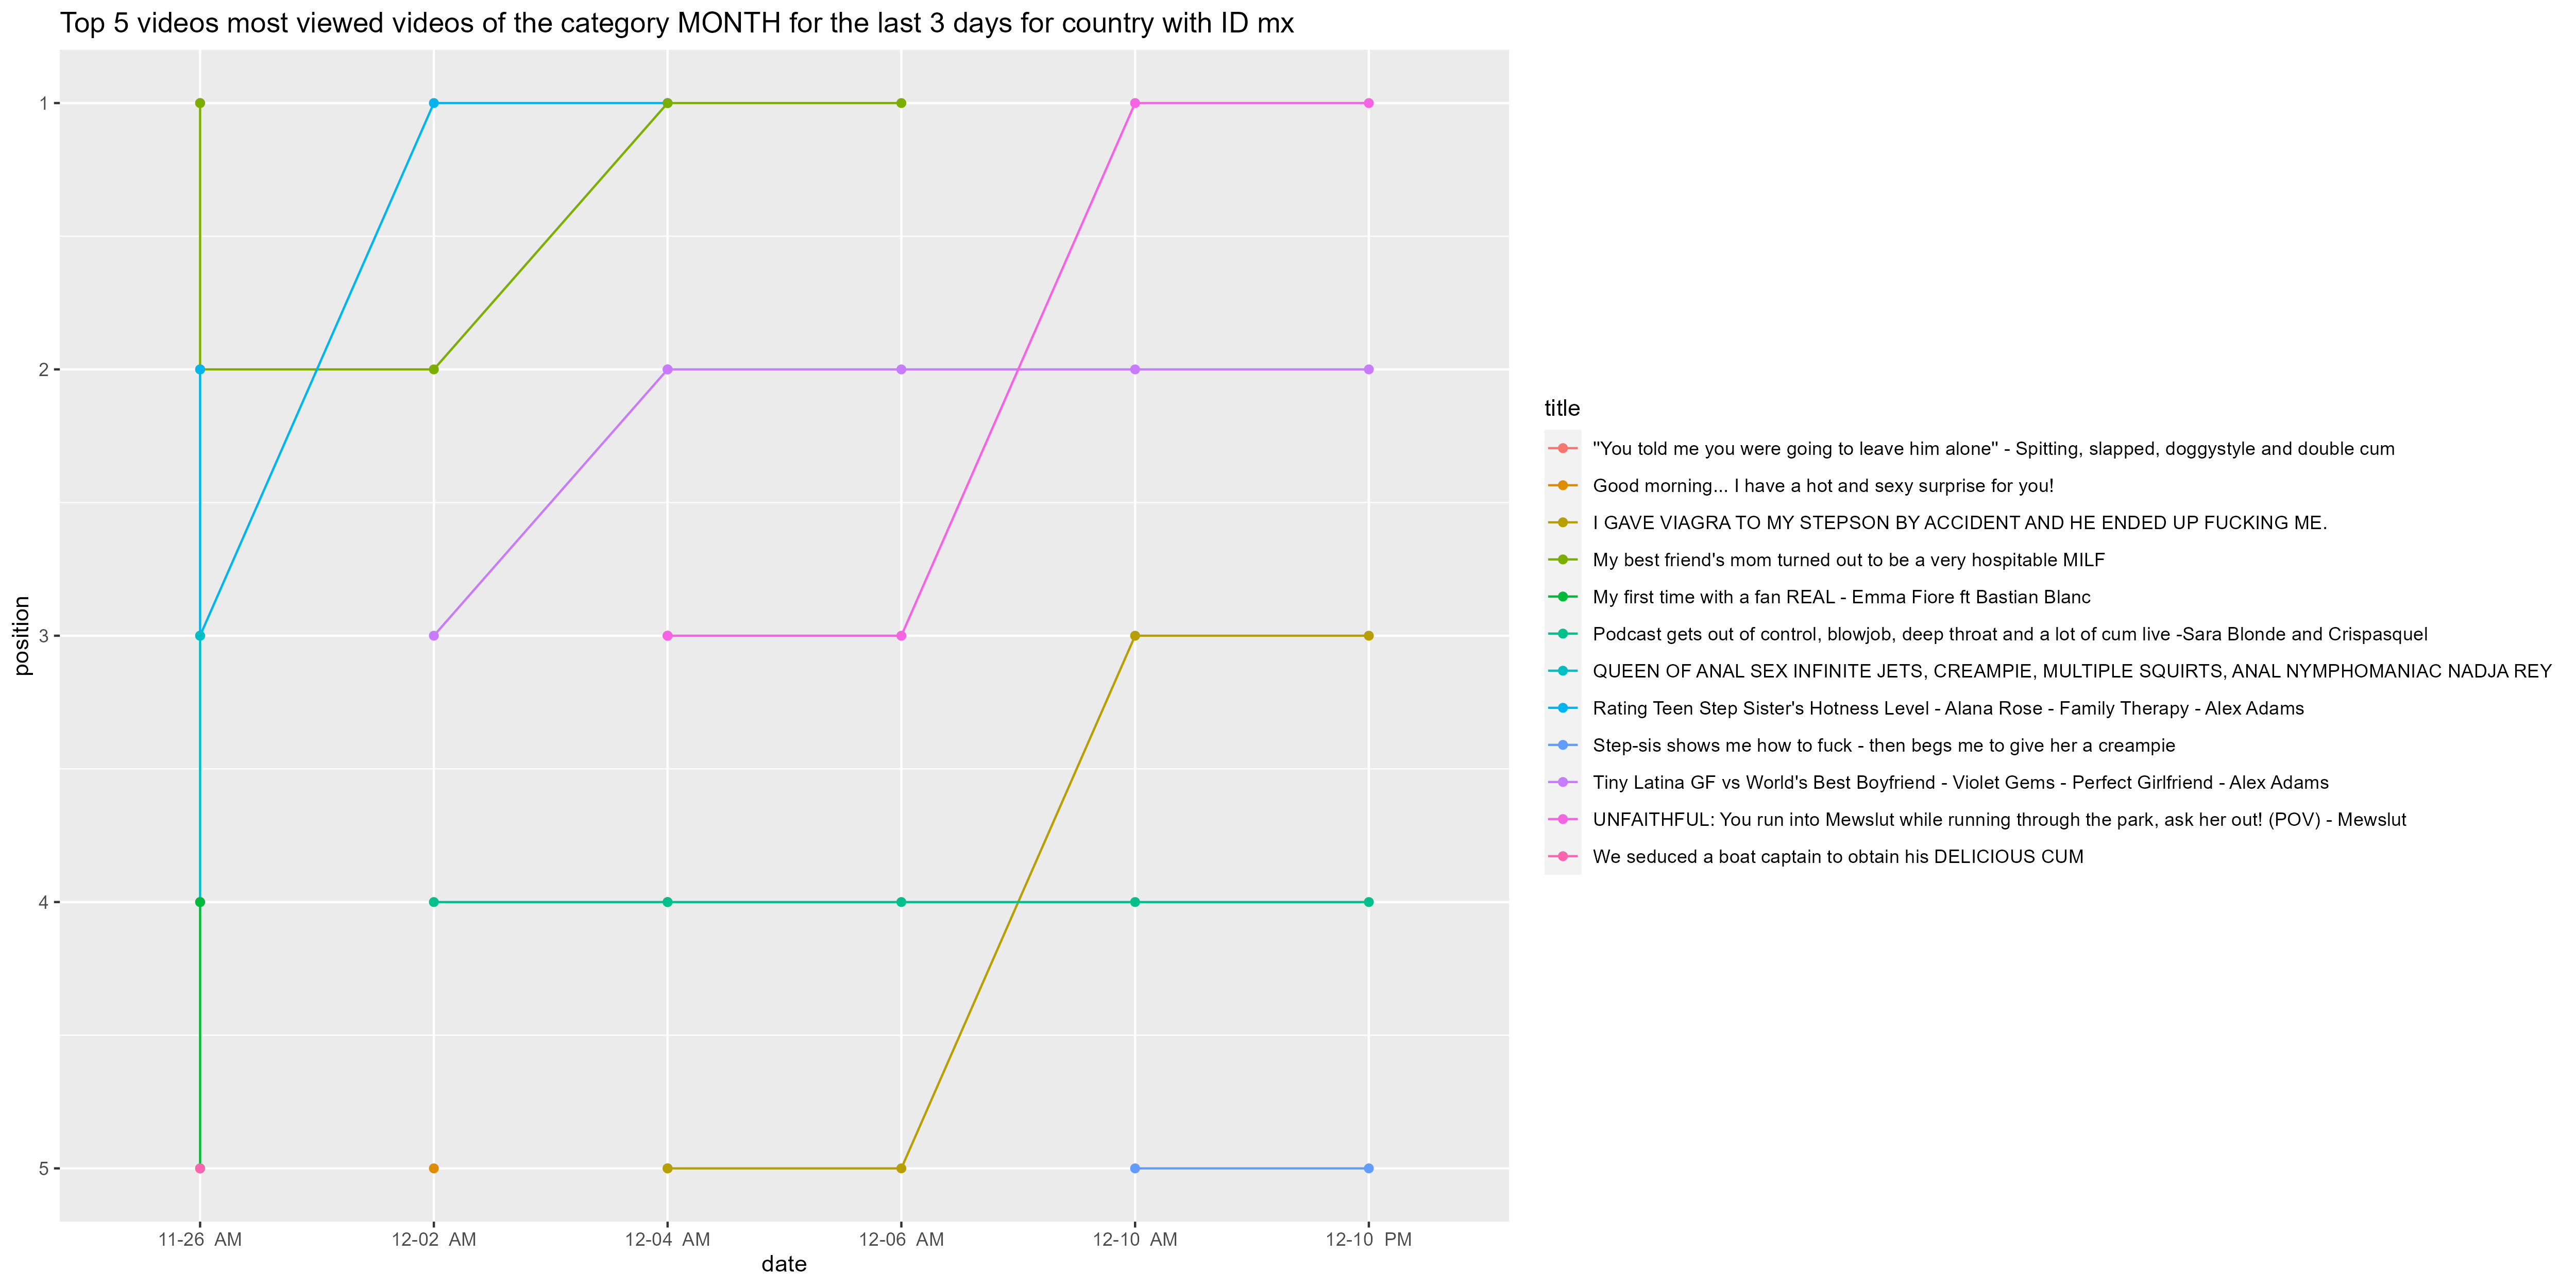 Top 5 videos most viewed videos of the category MONTH for the last 3 days for country with ID mx
1
2
3
4
5
position
11-26 AM
12-02 AM
12-04 AM
12-06 AM
12-10 AM
12-10 PM
date
title
"You told me you were going to leave him alone" - Spitting, slapped, doggystyle and double cum
Good morning... I have a hot and sexy surprise for you!
I GAVE VIAGRA TO MY STEPSON BY ACCIDENT AND HE ENDED UP FUCKING ME.
My best friend's mom turned out to be a very hospitable MILF
My first time with a fan REAL - Emma Fiore ft Bastian Blanc
Podcast gets out of control, blowjob, deep throat and a lot of cum live -Sara Blonde and Crispasquel
QUEEN OF ANAL SEX INFINITE JETS, CREAMPIE, MULTIPLE SQUIRTS, ANAL NYMPHOMANIAC NADJA REY
Rating Teen Step Sister's Hotness Level - Alana Rose - Family Therapy - Alex Adams
Step-sis shows me how to fuck - then begs me to give her a creampie
Tiny Latina GF vs World's Best Boyfriend - Violet Gems - Perfect Girlfriend - Alex Adams
UNFAITHFUL: You run into Mewslut while running through the park, ask her out! (POV) - Mewslut
We seduced a boat captain to obtain his DELICIOUS CUM